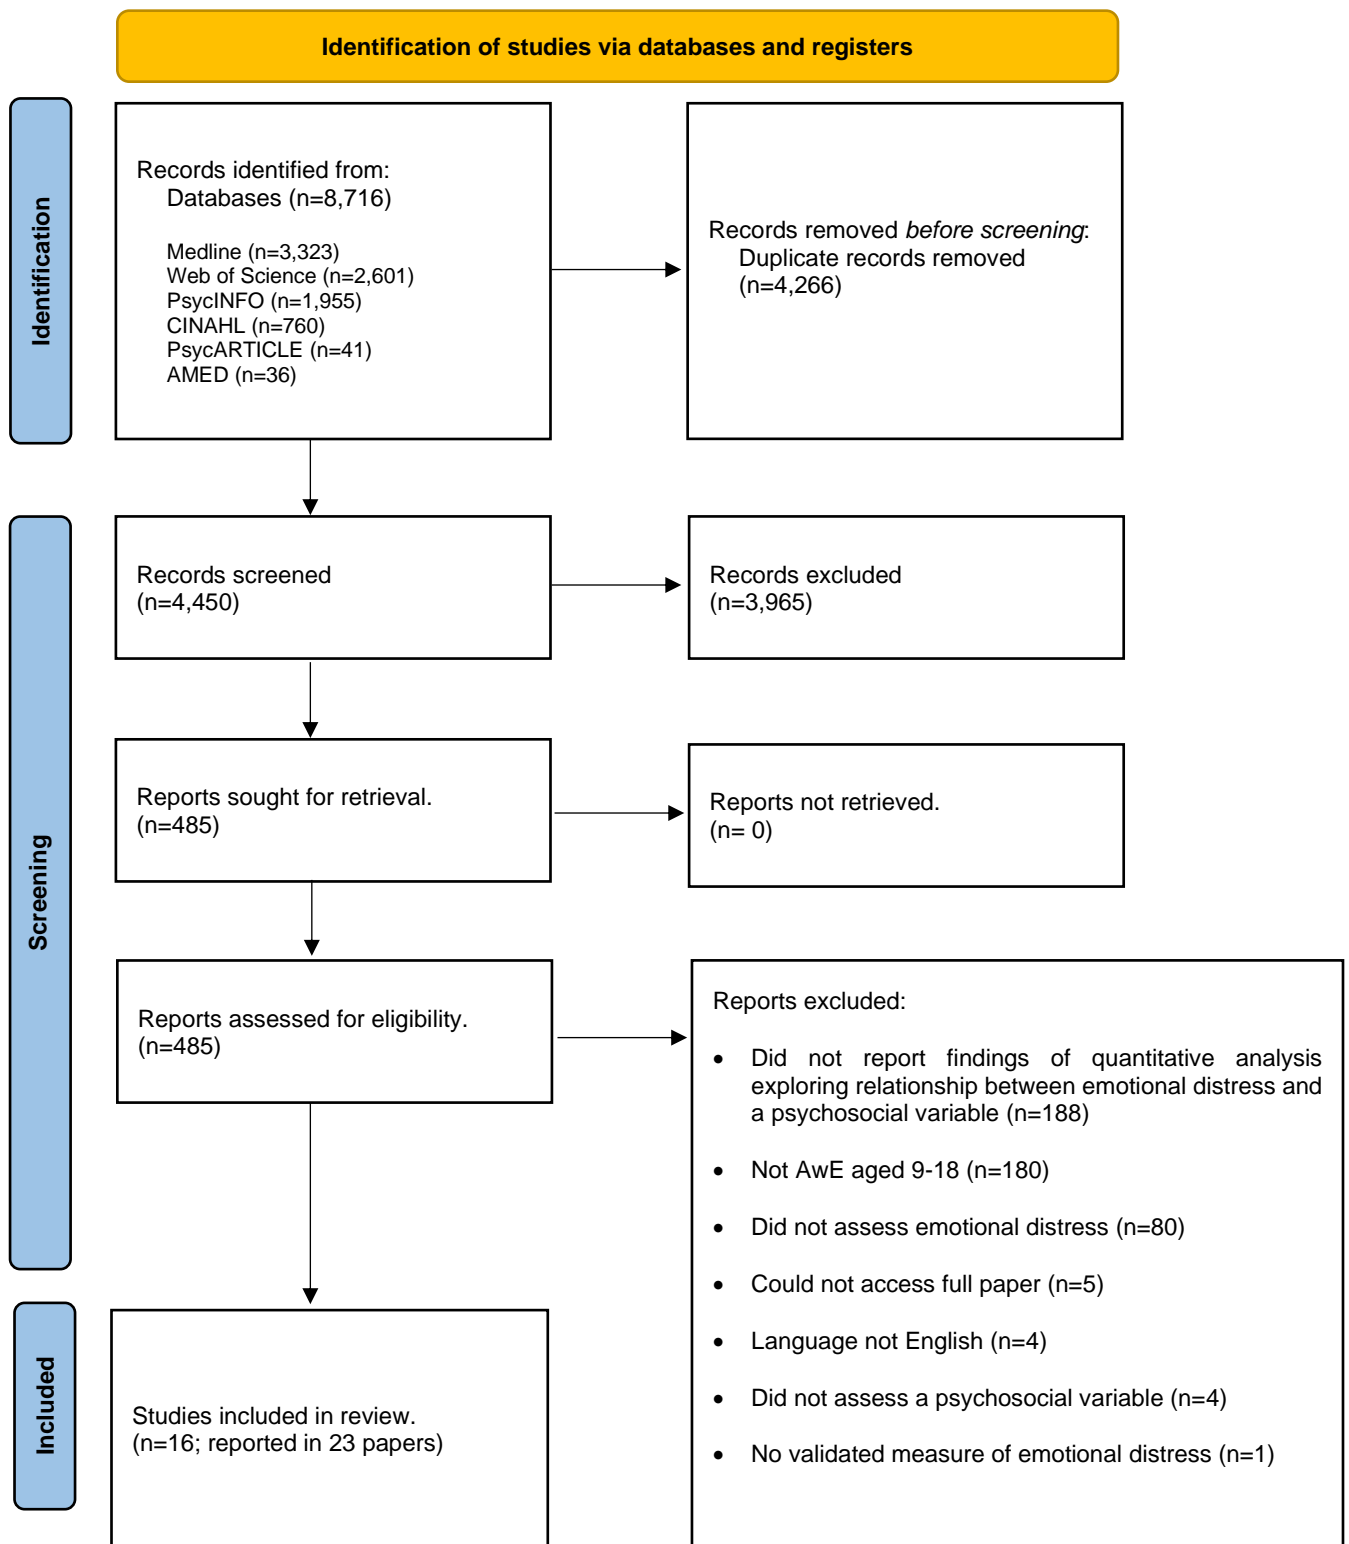 Identification of studies via databases and registers
Identification
Records identified from:
Databases (n=8,716)
Medline (n=3,323)
Web of Science (n=2,601)
PsycINFO (n=1,955)
CINAHL (n=760)
PsycARTICLE (n=41)
AMED (n=36)
Records removed before screening:
Duplicate records removed
(n=4,266)
Screening
Records screened
(n=4,450)
Records excluded
(n=3,965)
Reports sought for retrieval.
(n=485)
Reports not retrieved.
(n= 0)
Reports assessed for eligibility.
(n=485)
Reports excluded:
• Did not report findings of quantitative analysis
exploring relationship between emotional distress and
a psychosocial variable (n=188)
• Not AwE aged 9-18 (n=180)
• Did not assess emotional distress (n=80)
• Could not access full paper (n=5)
• Language not English (n=4)
• Did not assess a psychosocial variable (n=4)
• No validated measure of emotional distress (n=1)
Included
Studies included in review.
(n=16; reported in 23 papers)